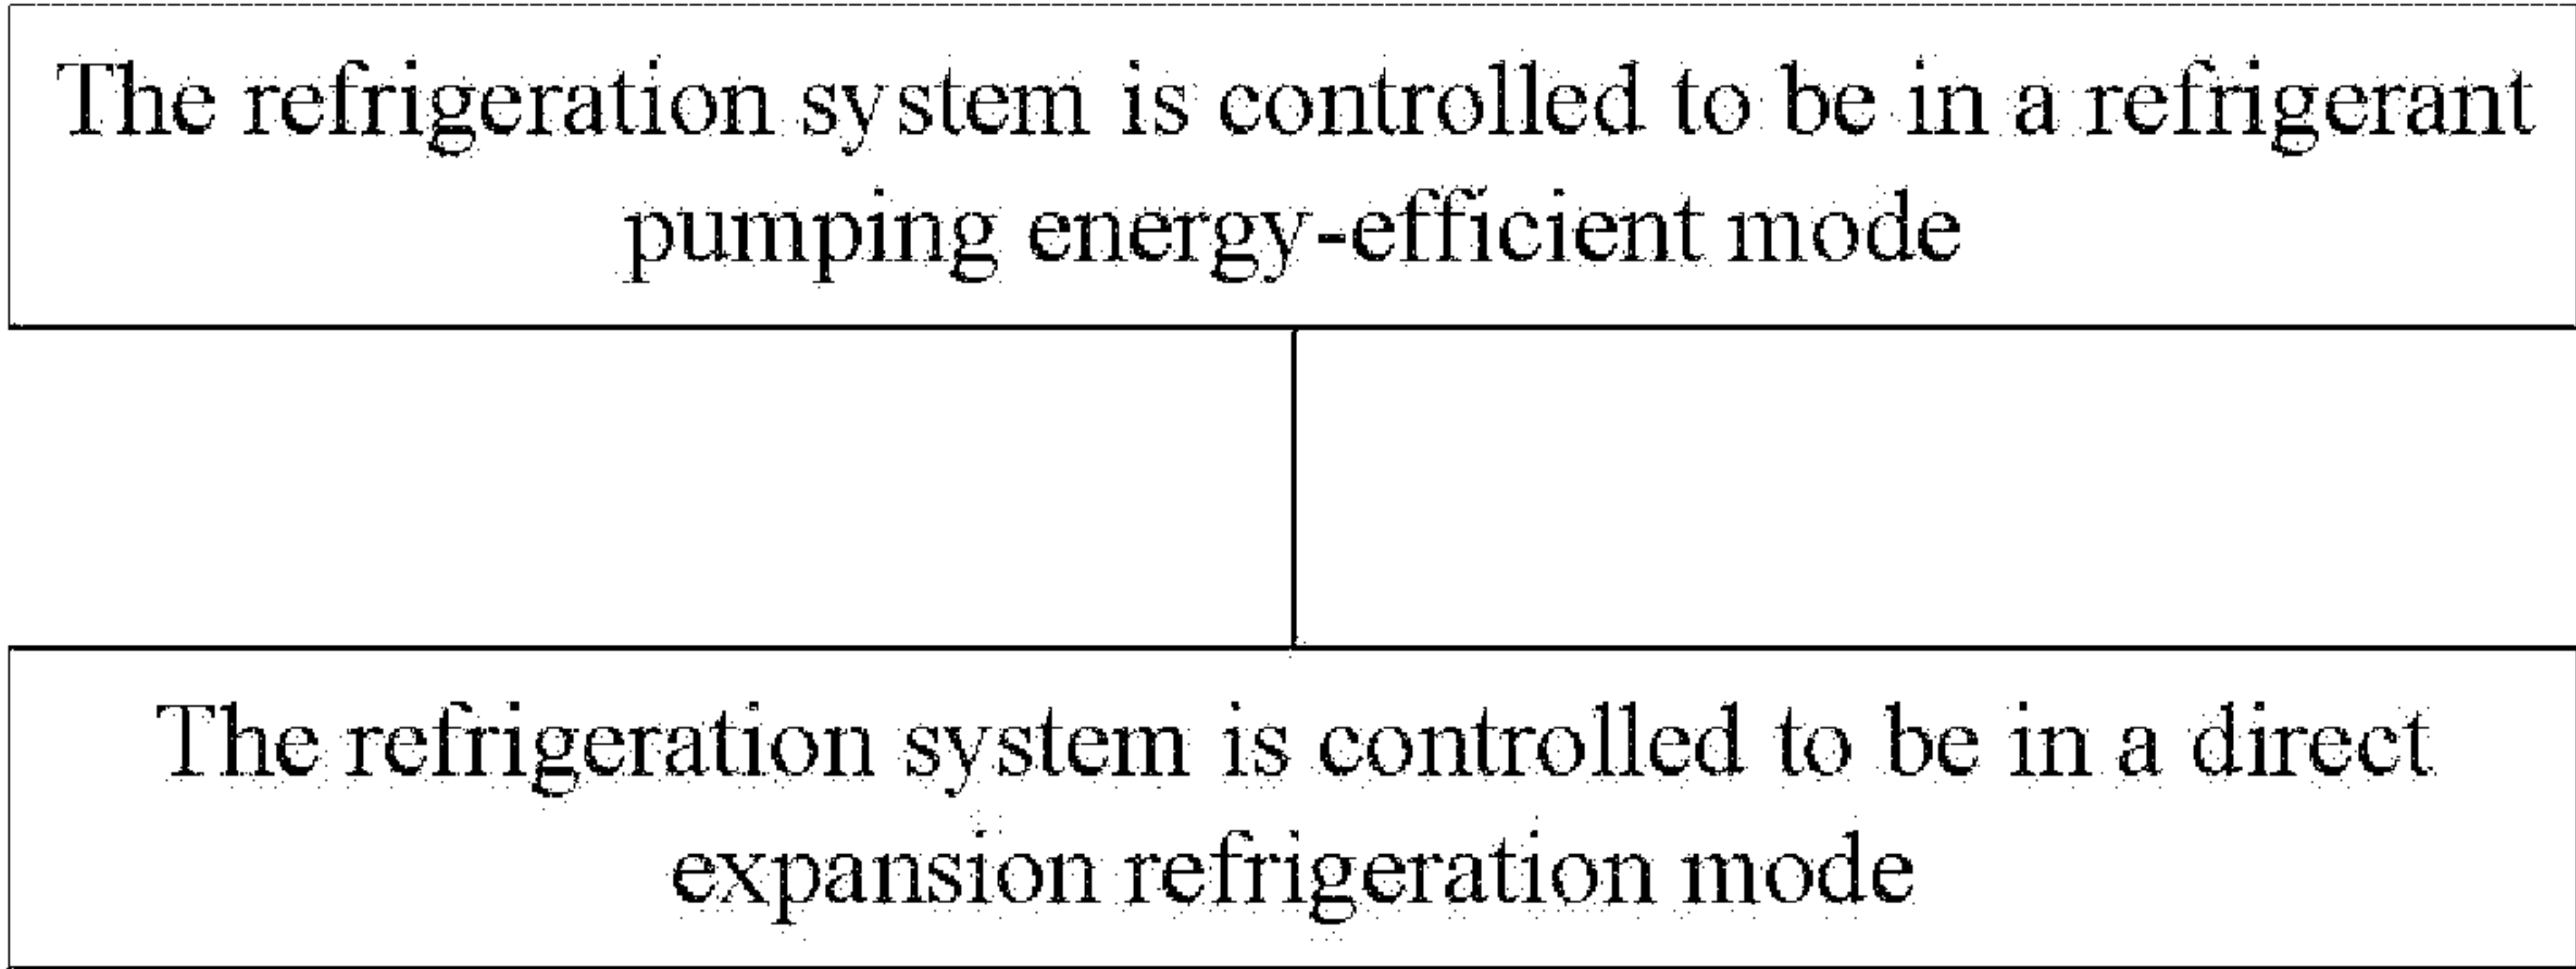 The refrigeration system is controlled to be in a refrigerant
pumping energy-efficient mode
The refrigeration system is controlled to be in a direct
expansion refrigeration mode